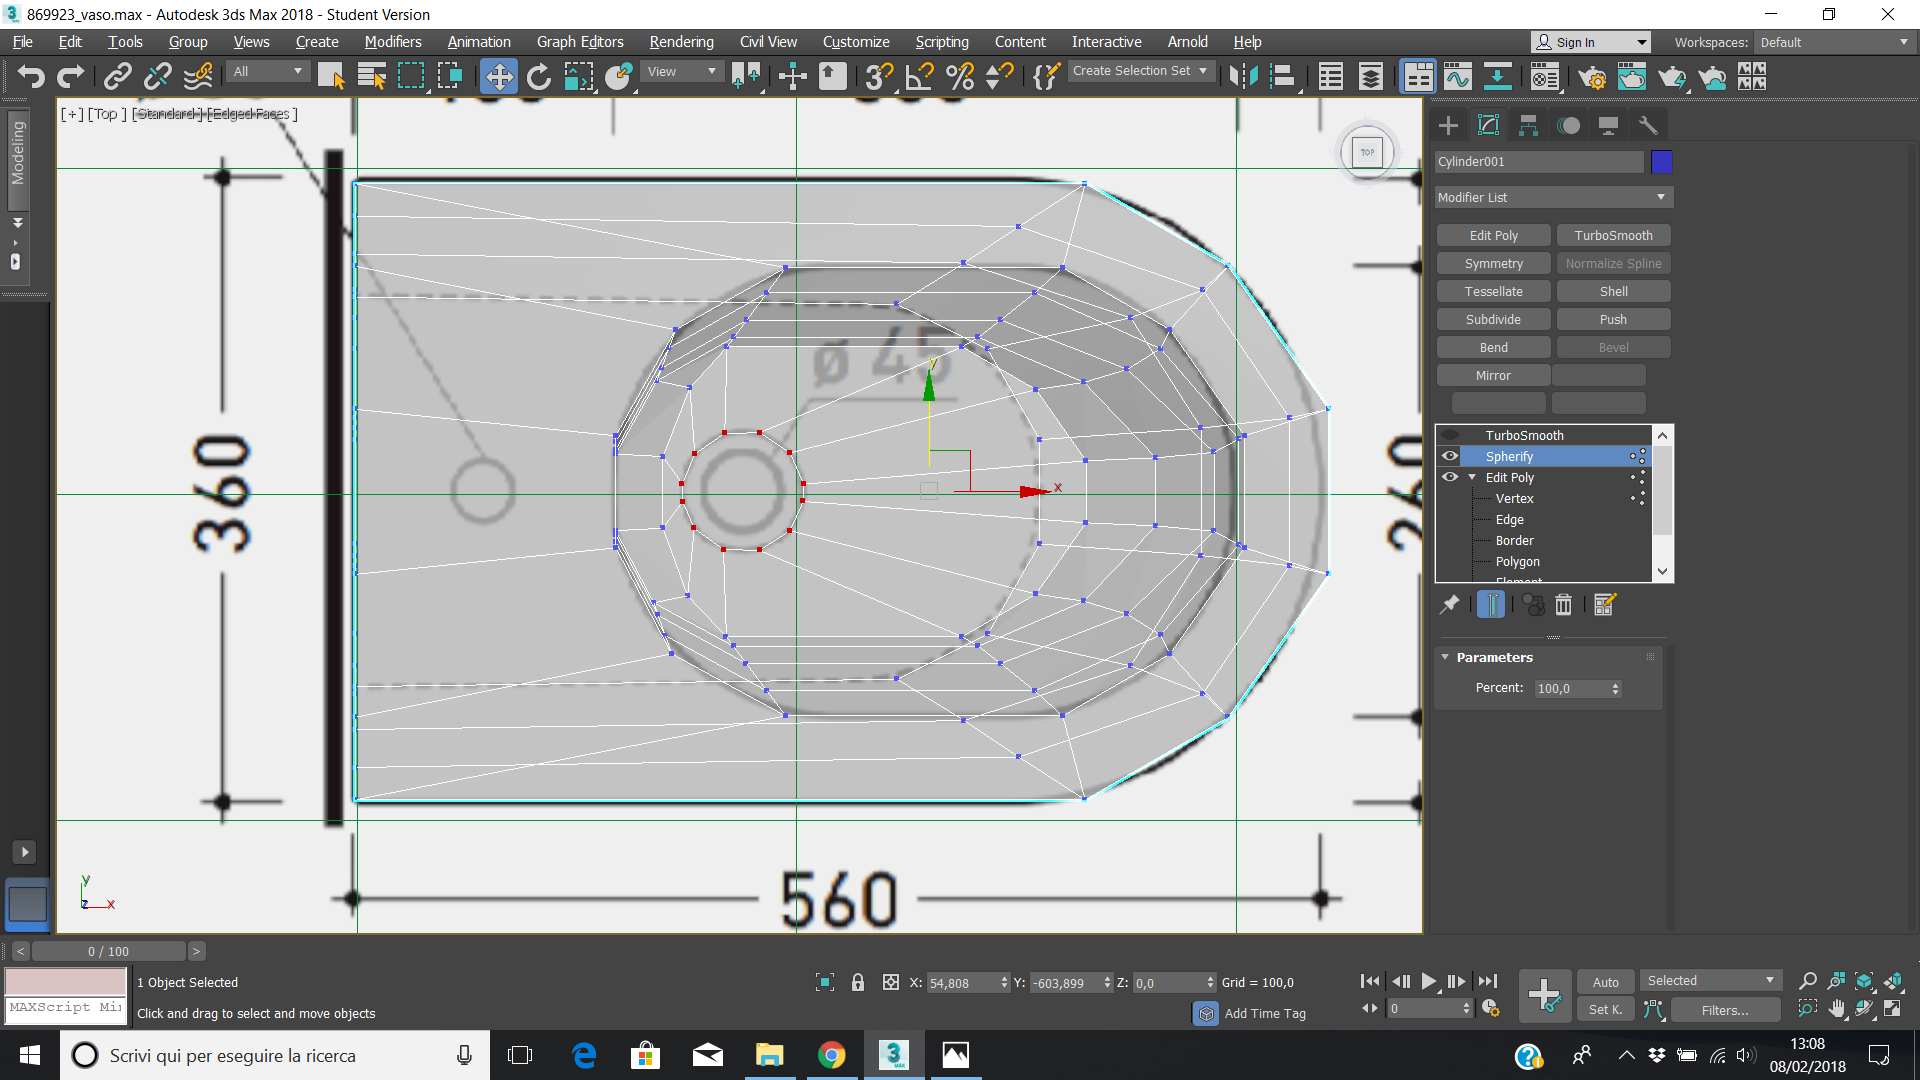 869923_vaso.max - Autodesk 3ds Max 2018 - Student Version
File Edit Tools Group Views Create Modifiers Animation Graph Editors Rendering Civil View Customize Scripting Content Interactive Arnold Help
Sign In
Workspaces: Default
All
View
Create Selection Set
Modeling
[+] [Top ] [Standard ] [Edged Faces ]
TOP
ø 45
y
x
360
260
560
y
z x
Cylinder001
Modifier List
Edit Poly TurboSmooth
Symmetry Normalize Spline
Tessellate Shell
Subdivide Push
Bend Bevel
Mirror
TurboSmooth
Spherify
Edit Poly
Vertex
Edge
Border
Polygon
Element
Parameters
Percent: 100,0
< 0 / 100 >
1 Object Selected
MAXScript Mi
Click and drag to select and move objects
X: 54,808 Y: -603,899 Z: 0,0 Grid = 100,0
Add Time Tag
0
Auto Selected
Set K. Filters...
Scrivi qui per eseguire la ricerca
3
MAX
13:08
08/02/2018